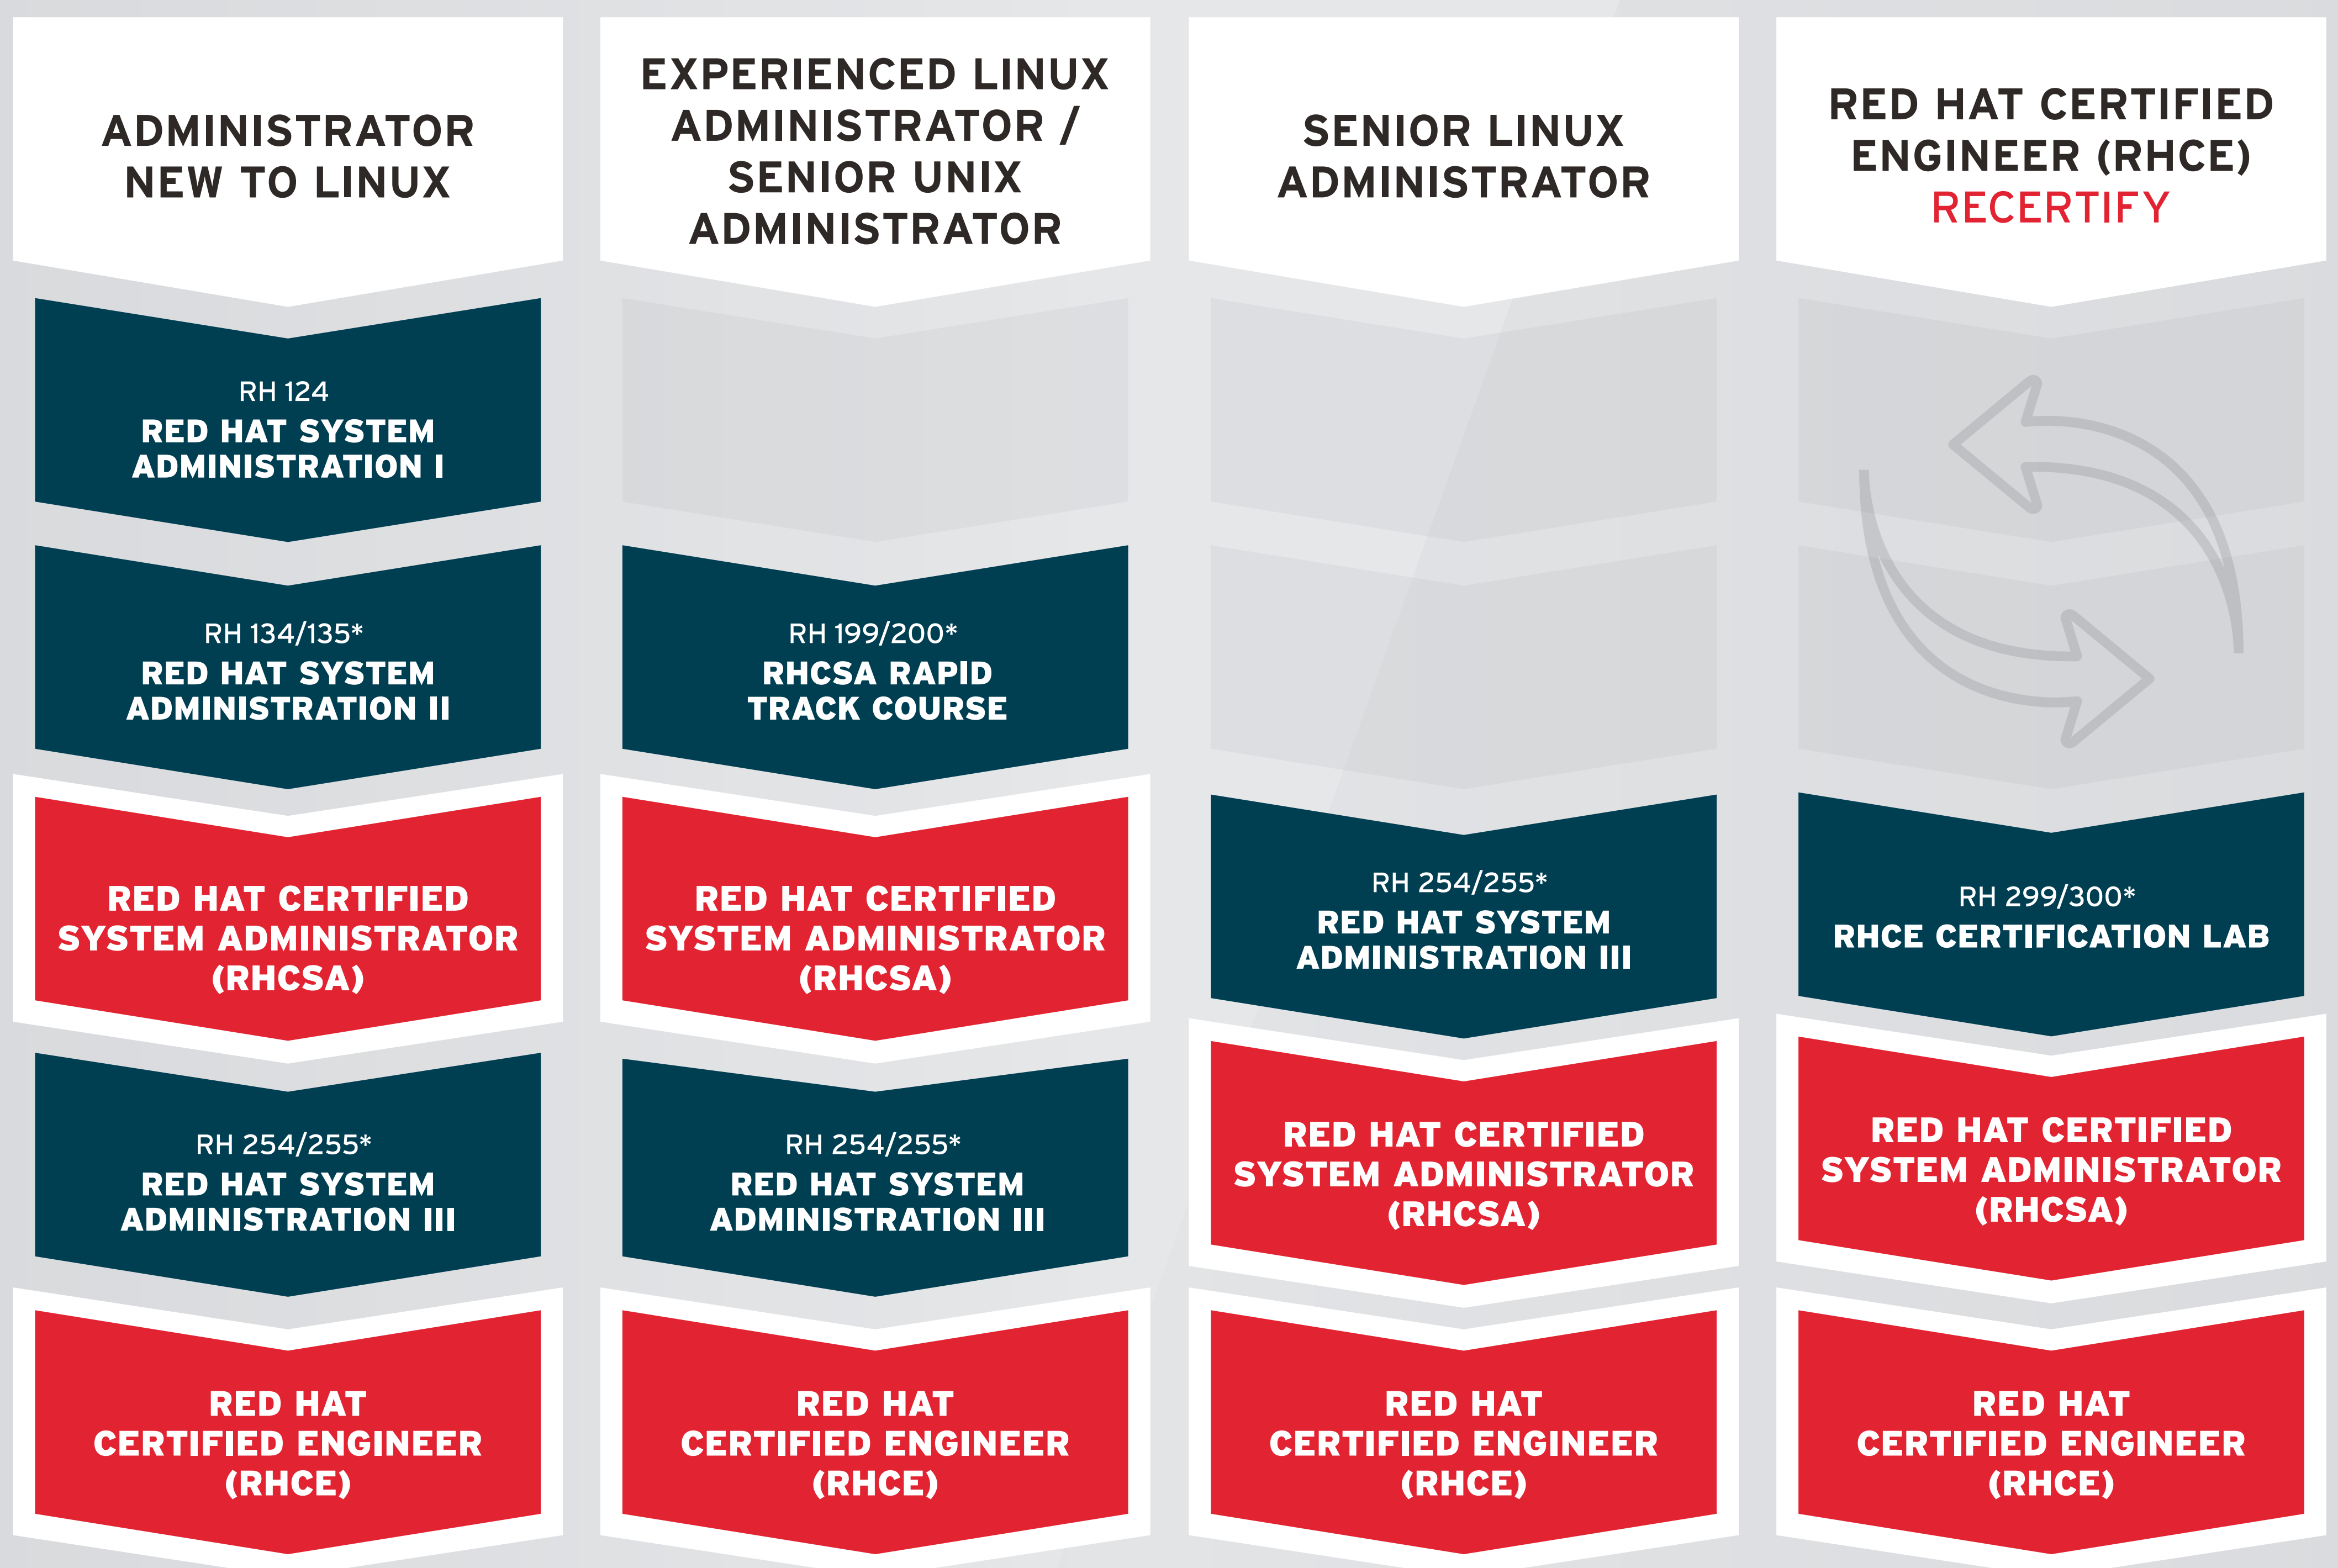 ADMINISTRATOR
NEW TO LINUX
RH 124
RED HAT SYSTEM
ADMINISTRATION I
RH 134/135*
RED HAT SYSTEM
ADMINISTRATION II
RED HAT CERTIFIED
SYSTEM ADMINISTRATOR
(RHCSA)
RH 254/255*
RED HAT SYSTEM
ADMINISTRATION III
RED HAT
CERTIFIED ENGINEER
(RHCE)
EXPERIENCED LINUX
ADMINISTRATOR /
SENIOR UNIX
ADMINISTRATOR
RH 199/200*
RHCSA RAPID
TRACK COURSE
RED HAT CERTIFIED
SYSTEM ADMINISTRATOR
(RHCSA)
RH 254/255*
RED HAT SYSTEM
ADMINISTRATION III
RED HAT
CERTIFIED ENGINEER
(RHCE)
SENIOR LINUX
ADMINISTRATOR
RH 254/255*
RED HAT SYSTEM
ADMINISTRATION III
RED HAT CERTIFIED
SYSTEM ADMINISTRATOR
(RHCSA)
RED HAT
CERTIFIED ENGINEER
(RHCE)
RED HAT CERTIFIED
ENGINEER (RHCE)
RECERTIFY
RH 299/300*
RHCE CERTIFICATION LAB
RED HAT CERTIFIED
SYSTEM ADMINISTRATOR
(RHCSA)
RED HAT
CERTIFIED ENGINEER
(RHCE)